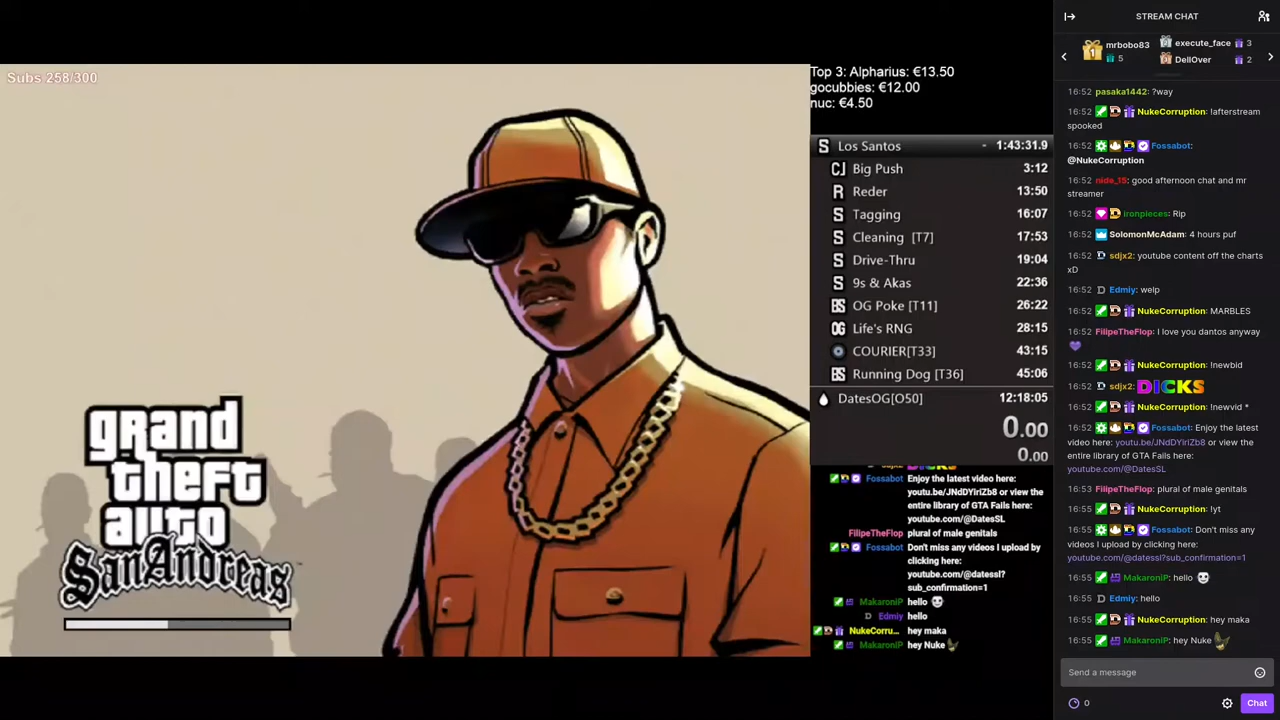 Subs 258/300
grand
theft
auto
San Andreas
Top 3: Alpharius: €13.50
gocubbies: €12.00
nuc: €4.50
Los Santos - 1:43:31.9
Big Push 3:12
Reder 13:50
Tagging 16:07
Cleaning [T7] 17:53
Drive-Thru 19:04
9s & Akas 22:36
OG Poke [T11] 26:22
Life's RNG 28:15
COURIER[T33] 43:15
Running Dog [T36] 45:06
DatesOG[O50] 12:18:05
0.00
0.00
Fossabot Enjoy the latest video here:
youtu.be/JNdDYiriZb8 or view the
entire library of GTA Fails here:
youtube.com/@DatesSL
FilipeTheFlop plural of male genitals
Fossabot Don't miss any videos I upload by
clicking here:
youtube.com/@datessl?
sub_confirmation=1
MakaroniP hello
Edmiy hello
NukeCorru... hey maka
MakaroniP hey Nuke
STREAM CHAT
mrbobo83
5
execute_face 3
DellOver 2
16:52 pasaka1442: ?way
16:52 NukeCorruption: !afterstream
spooked
16:52 Fossabot:
@NukeCorruption
16:52 nide_15: good afternoon chat and mr
streamer
16:52 ironpieces: Rip
16:52 SolomonMcAdam: 4 hours puf
16:52 sdjx2: youtube content off the charts
xD
16:52 Edmiy: welp
16:52 NukeCorruption: MARBLES
16:52 FilipeTheFlop: I love you dantos anyway
16:52 NukeCorruption: !newbid
16:52 sdjx2: DICKS
16:52 NukeCorruption: !newvid *
16:52 Fossabot: Enjoy the latest
video here: youtu.be/JNdDYiriZb8 or view the
entire library of GTA Fails here:
youtube.com/@DatesSL
16:53 FilipeTheFlop: plural of male genitals
16:55 NukeCorruption: !yt
16:55 Fossabot: Don't miss
any videos I upload by clicking here:
youtube.com/@datessl?sub_confirmation=1
16:55 MakaroniP: hello
16:55 Edmiy: hello
16:55 NukeCorruption: hey maka
16:55 MakaroniP: hey Nuke
Send a message
0
Chat